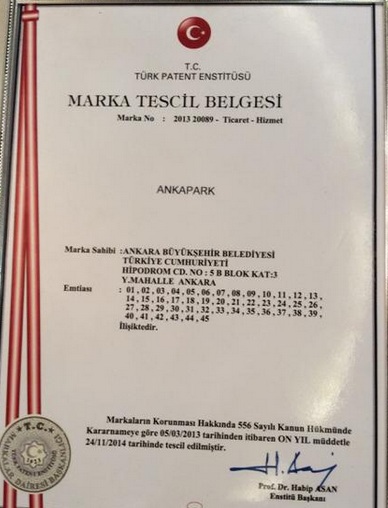 T.C.
TÜRK PATENT ENSTİTÜSÜ
MARKA TESCİL BELGESİ
Marka No : 2013 20089 - Ticaret - Hizmet
ANKAPARK
Marka Sahibi : ANKARA BÜYÜKŞEHİR BELEDİYESİ
TÜRKİYE CUMHURİYETİ
HİPODROM CD. NO : 5 B BLOK KAT:3
Y.MAHALLE ANKARA
Emtiası : 01 , 02 , 03 , 04 , 05 , 06 , 07 , 08 , 09 , 10 , 11 , 12 , 13 ,
14 , 15 , 16 , 17 , 18 , 19 , 20 , 21 , 22 , 23 , 24 , 25 , 26 ,
27 , 28 , 29 , 30 , 31 , 32 , 33 , 34 , 35 , 36 , 37 , 38 , 39 ,
40 , 41 , 42 , 43 , 44 , 45
İlişiktedir.
Markaların Korunması Hakkında 556 Sayılı Kanun Hükmünde
Kararnameye göre 05/03/2013 tarihinden itibaren ON YIL müddetle
24/11/2014 tarihinde tescil edilmiştir.
Prof. Dr. Habip ASAN
Enstitü Başkanı
T.C.
MARKALAR DAİRESİ BAŞKANLIĞI